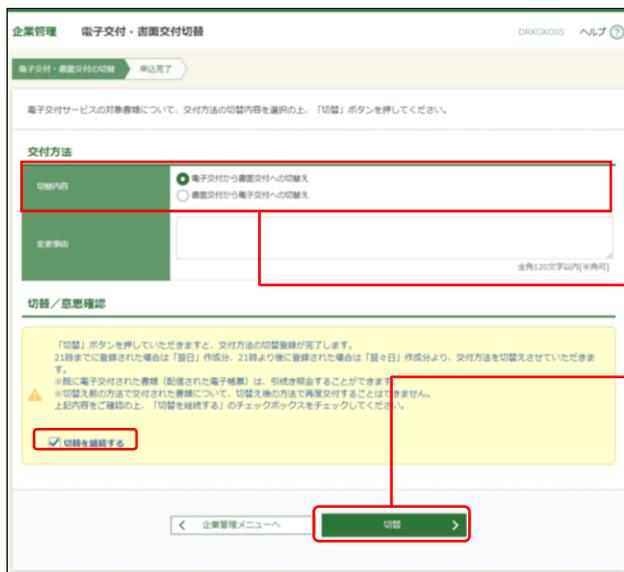 企業管理 電子交付・書面交付切替 DRKGK005 ヘルプ ?
電子交付・書面交付の切替 申込完了
電子交付サービスの対象書類について、交付方法の切替内容を選択の上、「切替」ボタンを押してください。
交付方法
切替内容
電子交付から書面交付への切替え
書面交付から電子交付への切替え
変更事由
全角120文字以内[半角可]
切替／意思確認
「切替」ボタンを押していただきますと、交付方法の切替登録が完了します。
21時までに登録された場合は「翌日」作成分、21時より後に登録された場合は「翌々日」作成分より、交付方法を切替えさせていただきま
す。
※既に電子交付された書類（配信された電子帳票）は、引続き照会することができます。
※切替え前の方法で交付された書類について、切替え後の方法で再度交付することはできません。
上記内容をご確認の上、「切替を継続する」のチェックボックスをチェックしてください。
切替を継続する
企業管理メニューへ
切替